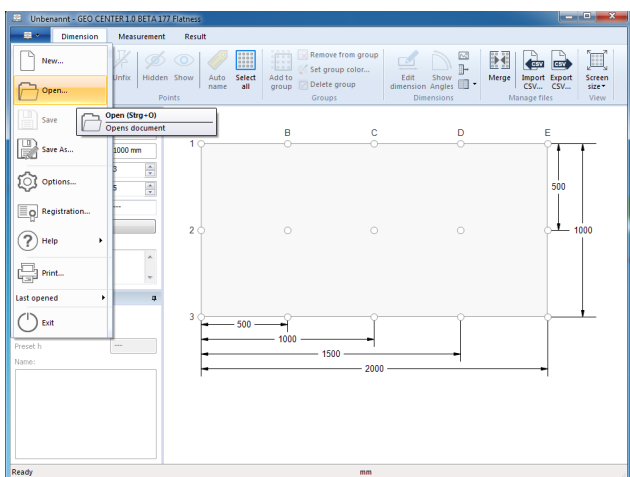 Unbenannt - GEO CENTER 1.0 BETA 177 Flatness
Dimension Measurement Result
New...
Open...
Save
Save As...
Options...
Registration...
Help
Print...
Last opened
Exit
Open (Strg+O)
Opens document
Unfix Hidden Show Auto name Select all
Points
Add to group
Remove from group
Set group color...
Delete group
Groups
Edit dimension Show Angles
Dimensions
Merge CSV Import CSV... CSV Export CSV...
Manage files
Screen size
View
1000 mm
3
5
---
Preset h ---
Name:
B C D E
1
500
2 1000
3
500
1000
1500
2000
Ready mm